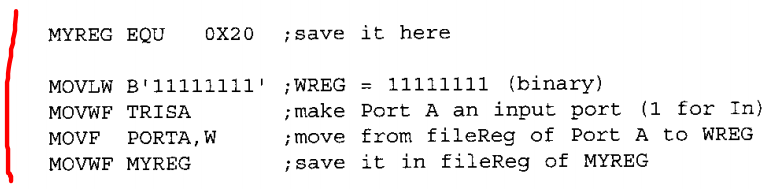 MYREG EQU 0X20 ;save it here
MOVLW B'11111111' ;WREG = 11111111 (binary)
MOVWF TRISA ;make Port A an input port (1 for In)
MOVF PORTA,W ;move from fileReg of Port A to WREG
MOVWF MYREG ;save it in fileReg of MYREG